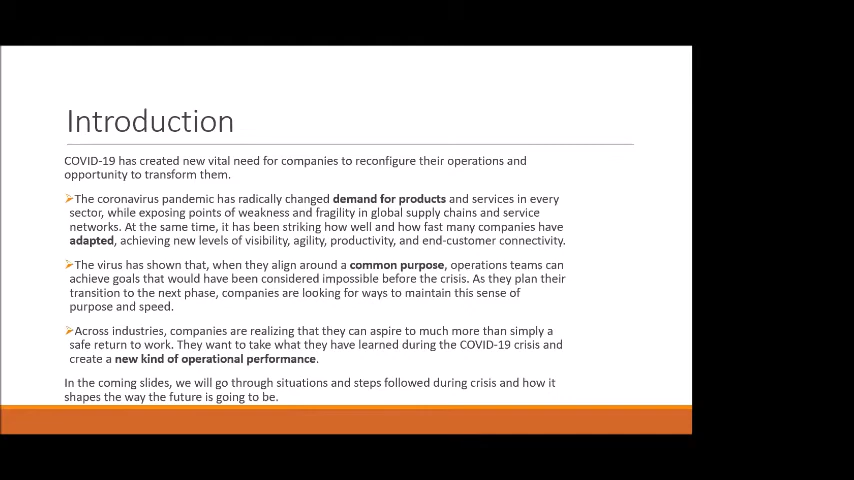 Introduction
COVID-19 has created new vital need for companies to reconfigure their operations and
opportunity to transform them.
➢The coronavirus pandemic has radically changed demand for products and services in every
sector, while exposing points of weakness and fragility in global supply chains and service
networks. At the same time, it has been striking how well and how fast many companies have
adapted, achieving new levels of visibility, agility, productivity, and end-customer connectivity.
➢The virus has shown that, when they align around a common purpose, operations teams can
achieve goals that would have been considered impossible before the crisis. As they plan their
transition to the next phase, companies are looking for ways to maintain this sense of
purpose and speed.
➢Across industries, companies are realizing that they can aspire to much more than simply a
safe return to work. They want to take what they have learned during the COVID-19 crisis and
create a new kind of operational performance.
In the coming slides, we will go through situations and steps followed during crisis and how it
shapes the way the future is going to be.